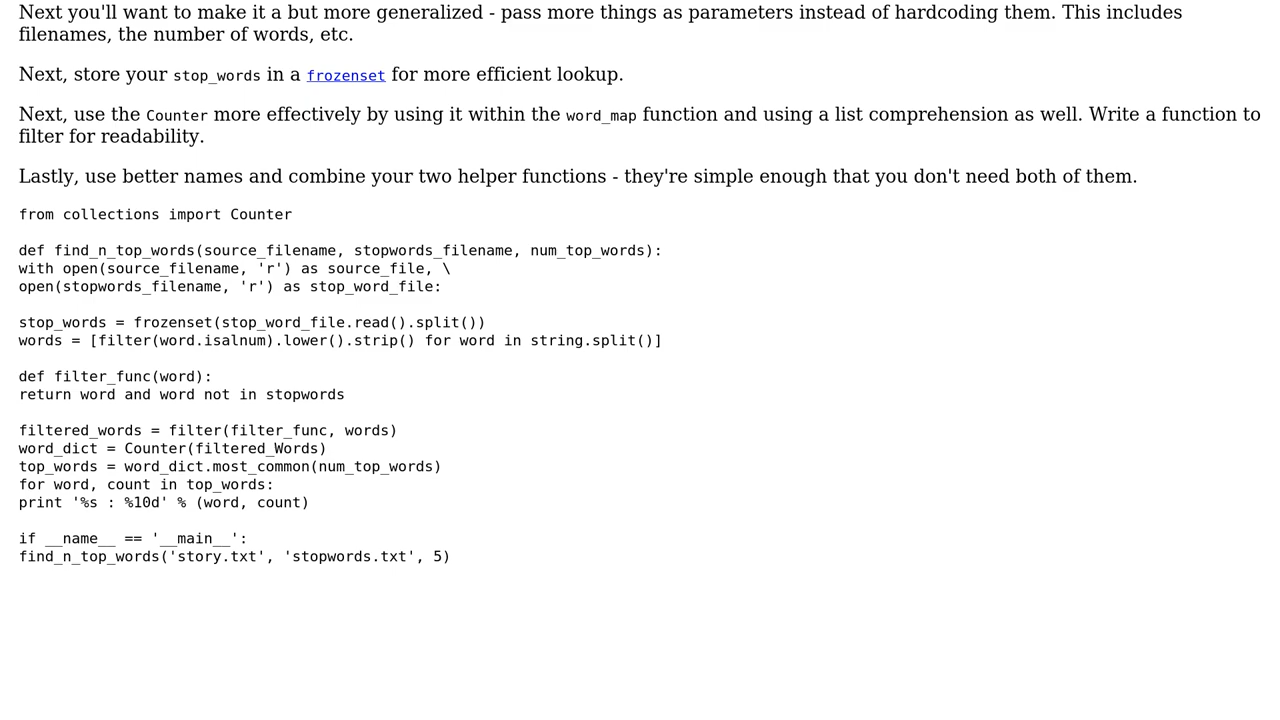 Next you'll want to make it a but more generalized - pass more things as parameters instead of hardcoding them. This includes
filenames, the number of words, etc.
Next, store your stop_words in a frozenset for more efficient lookup.
Next, use the Counter more effectively by using it within the word_map function and using a list comprehension as well. Write a function to
filter for readability.
Lastly, use better names and combine your two helper functions - they're simple enough that you don't need both of them.
from collections import Counter
def find_n_top_words(source_filename, stopwords_filename, num_top_words):
with open(source_filename, 'r') as source_file, \
open(stopwords_filename, 'r') as stop_word_file:
stop_words = frozenset(stop_word_file.read().split())
words = [filter(word.isalnum).lower().strip() for word in string.split()]
def filter_func(word):
return word and word not in stopwords
filtered_words = filter(filter_func, words)
word_dict = Counter(filtered_Words)
top_words = word_dict.most_common(num_top_words)
for word, count in top_words:
print '%s : %10d' % (word, count)
if __name__ == '__main__':
find_n_top_words('story.txt', 'stopwords.txt', 5)